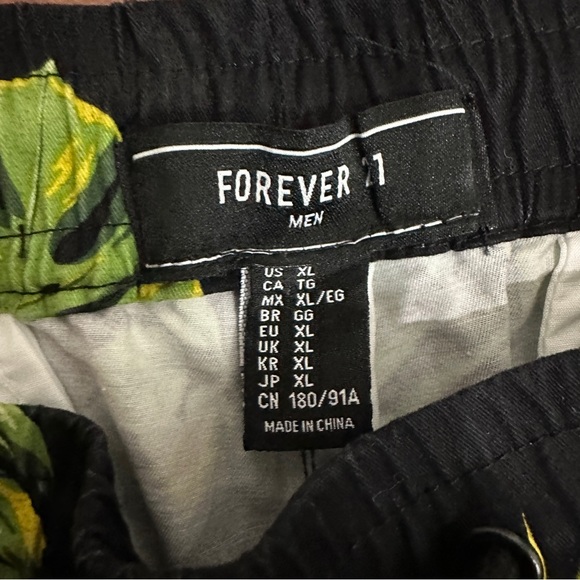 FOREVER 21
MEN
US XL
CA TG
MX XL/EG
BR GG
EU XL
UK XL
KR XL
JP XL
CN 180/91A
MADE IN CHINA